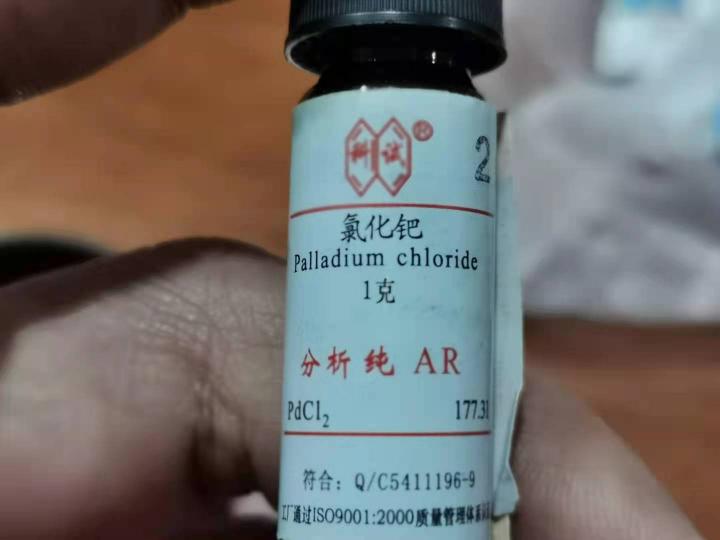 科试®
2
氯化钯
Palladium chloride
1克
分析纯 AR
PdCl₂ 177.31
符合: Q/C5411196-9
工厂通过ISO9001:2000质量管理体系